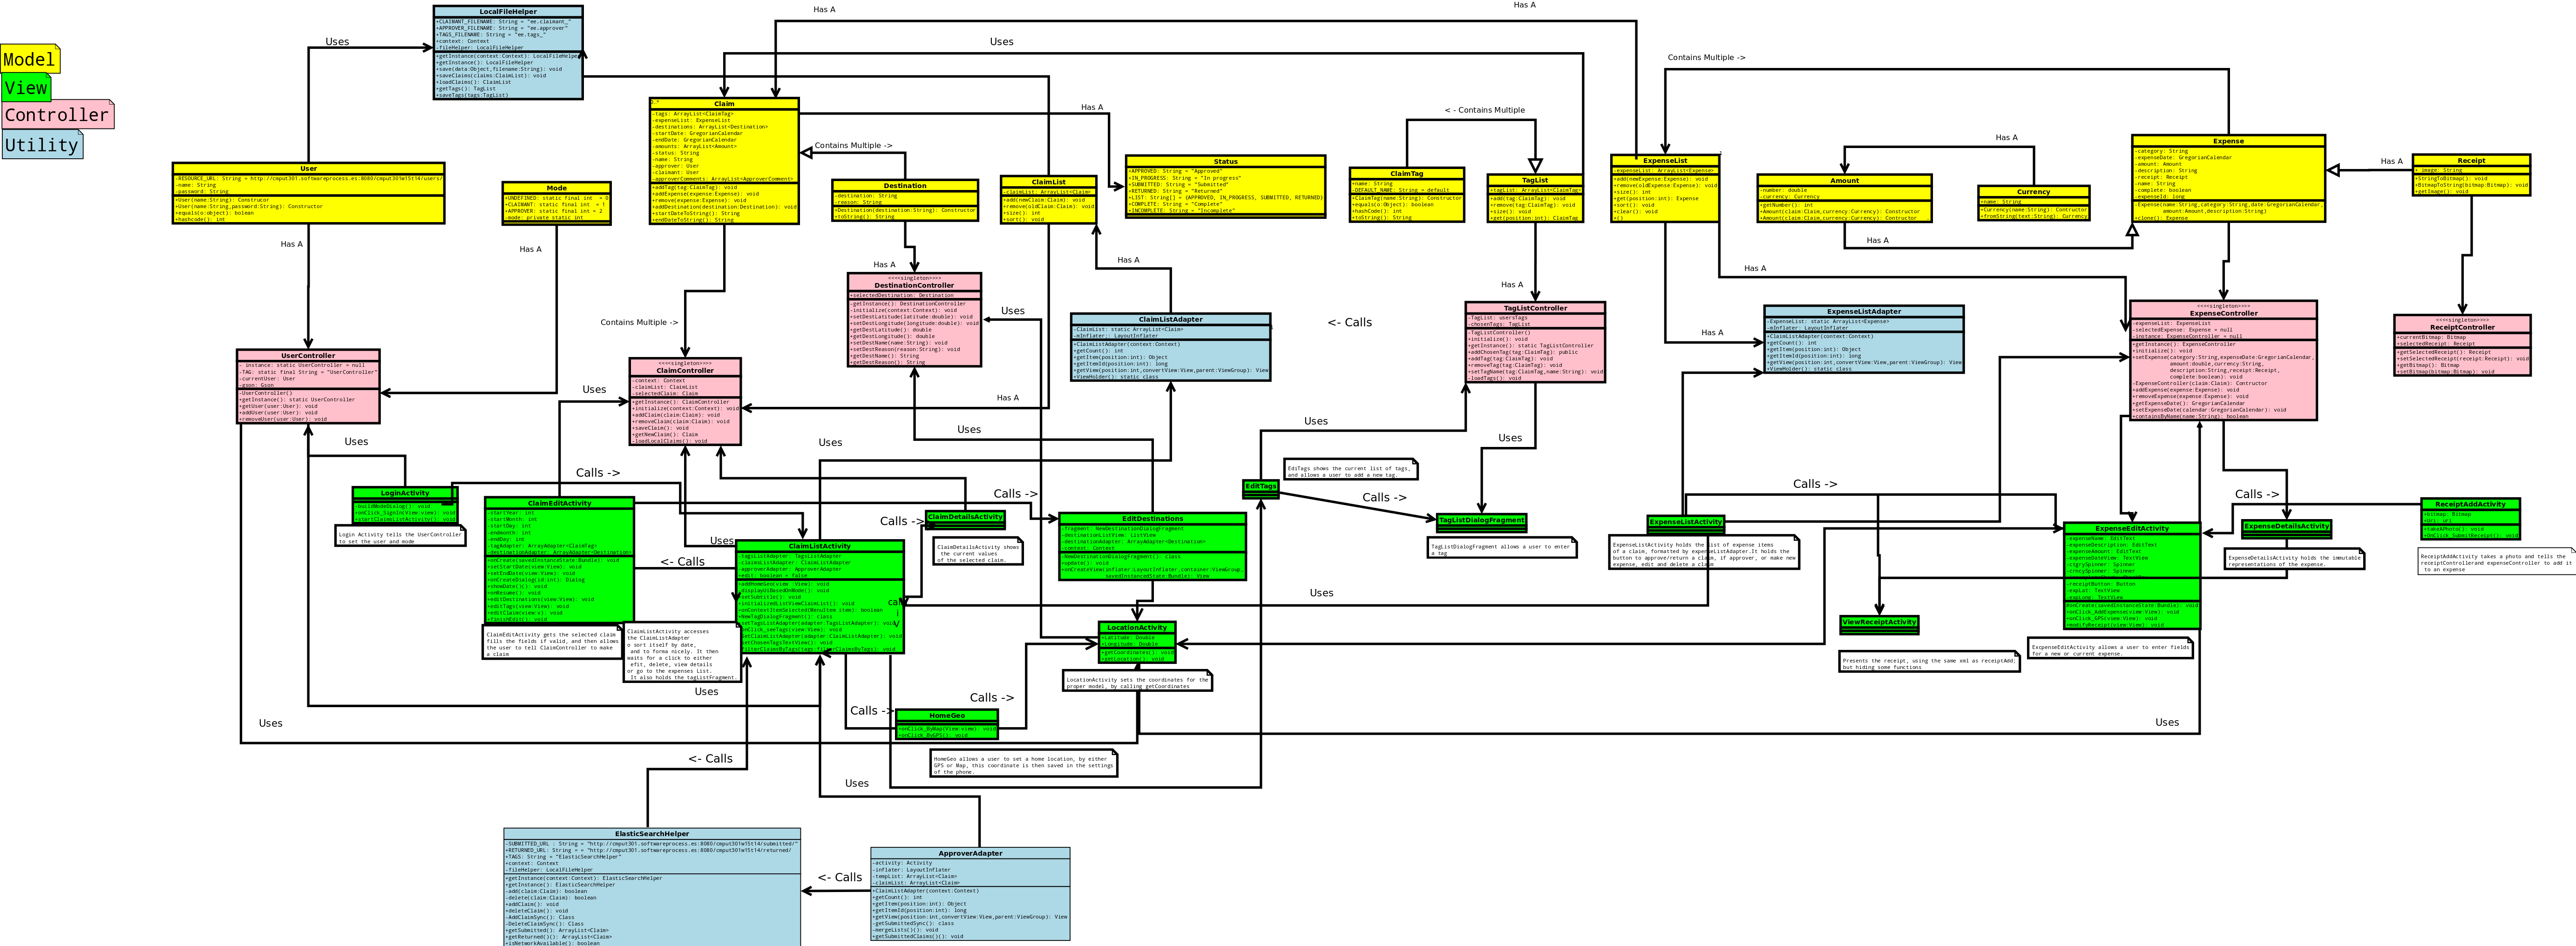 Model
View
Controller
Utility
LocalFileHelper
+CLAIMANT_FILENAME: String = "ee.claimant_"
+APPROVER_FILENAME: String = "ee.approver"
+TAGS_FILENAME: String = "ee.tags_"
+context: Context
-fileHelper: LocalFileHelper
+getInstance(context:Context): LocalFileHelper
+getInstance(): LocalFileHelper
+save(data:Object,filename:String): void
+saveClaims(claims:ClaimList): void
+loadClaims(): ClaimList
+getTags(): TagList
+saveTags(tags:TagList)
Uses
Has A
Uses
Has A
Contains Multiple ->
User
-RESOURCE_URL: String = http://cmput301.softwareprocess.es:8080/cmput301w15t14/users/
-name: String
-password: String
+User(name:String): Construcor
+User(name:String,password:String): Constructor
+equals(o:object): bolean
+hashcode(): int
Mode
+UNDEFINED: static final int = 0
+CLAIMANT: static final int = 1
+APPROVER: static final int = 2
-mode: private static int
Claim
-tags: ArrayList<ClaimTag>
-expenseList: ExpenseList
-destinations: ArrayList<Destination>
-startDate: GregorianCalendar
-endDate: GregorianCalendar
-amounts: ArrayList<Amount>
-status: String
-name: String
-approver: User
-claimant: User
-approverComments: ArrayList<ApproverComment>
+addTag(tag:ClaimTag): void
+addExpense(expense:Expense): void
+remove(expense:Expense): void
+addDestination(destination:Destination): void
+startDateToString(): String
+endDateToString(): String
Contains Multiple ->
Has A
Destination
-destination: String
-reason: String
+Destination(destination:String): Constructor
+toString(): String
ClaimList
-claimList: ArrayList<Claim>
+add(newClaim:Claim): void
+remove(oldClaim:Claim): void
+size(): int
+sort(): void
Status
+APPROVED: String = "Approved"
+IN_PROGRESS: String = "In progress"
+SUBMITTED: String = "Submitted"
+RETURNED: String = "Returned"
+LIST: String[] = {APPROVED, IN_PROGRESS, SUBMITTED, RETURNED}
+COMPLETE: String = "Complete"
+INCOMPLETE: String = "Incomplete"
< - Contains Multiple
ClaimTag
+name: String
-DEFAULT_NAME: String = default
+ClaimTag(name:String): Constructor
+equals(o:Object): boolean
+hashCode(): int
+toString(): String
TagList
+tagList: ArrayList<ClaimTag>
+add(tag:ClaimTag): void
+remove(tag:ClaimTag): void
+size(): void
+get(position:int): ClaimTag
ExpenseList
-expenseList: ArrayList<Expense>
+add(newExpense:Expense): void
+remove(oldExpense:Expense): void
+size(): int
+get(position:int): Expense
+sort(): void
+clear(): void
Amount
-number: double
-currency: Currency
+getNumber(): int
+Amount(claim:Claim,currency:Currency): Constructor
+Amount(claim:Claim,Currency:Currency): Contructor
Has A
Currency
+name: String
+Currency(name:String): Contructor
+fromString(text:String): Currency
Has A
Expense
-category: String
-expenseDate: GregorianCalendar
-amount: Amount
-description: String
-receipt: Receipt
-name: String
-complete: boolean
-expenseId: long
-Expense(name:String,category:String,date:GregorianCalendar,
amount:Amount,description:String)
+clone(): Expense
Has A
Receipt
+_image: String
+StringToBitmap(): void
+BitmapToString(bitmap:Bitmap): void
+getImage(): void
Has A
Has A
Has A
<<<<singleton>>>>
DestinationController
+selectedDestination: Destination
-getInstance(): DestinationController
-initialize(context:Context): void
+setDestLatitude(latitude:double): void
+setDestLongitude(longitude:double): void
+getDestLatitude(): double
+getDestLongitude(): double
+setDestName(name:String): void
+setDestReason(reason:String): void
+getDestName(): String
+getDestReason(): String
Has A
Has A
Has A
Contains Multiple ->
Uses
ClaimListAdapter
-ClaimList: static ArrayList<Claim>
-mInflater;: LayoutInflater
+ClaimListAdapter(context:Context)
+getCount(): int
+getItem(position:int): Object
+getItemId(position:int): long
+getView(position:int,convertView:View,parent:ViewGroup): View
+ViewHolder(): static class
<- Calls
TagListController
-TagList: usersTags
-chosenTags: TagList
-TagListController()
+initialize(): void
+getInstance(): static TagListController
+addChosenTag(tag:ClaimTag): public
+addTag(tag:ClaimTag): void
+removeTag(tag:ClaimTag): void
+setTagName(tag:ClaimTag,name:String): void
-loadTags(): void
Has A
ExpenseListAdapter
-ExpenseList: static ArrayList<Expense>
-mInflater: LayoutInflater
+ClaimListAdapter(context:Context)
+getCount(): int
+getItem(position:int): Object
+getItemId(position:int): long
+getView(position:int,convertView:View,parent:ViewGroup): View
+ViewHolder(): static class
<<<<singleton>>>>
ExpenseController
-expenseList: ExpenseList
-selectedExpense: Expense = null
-instance: ExpenseController = null
+getInstance(): ExpenseController
+initialize(): void
+setExpense(category:String,expenseDate:GregorianCalendar,
amount:double,currency:String,
description:String,receipt:Receipt,
complete:boolean): void
-ExpenseController(claim:Claim): Contructor
+addExpense(expense:Expense): void
+removeExpense(expense:Expense): void
+getExpenseDate(): GregorianCalendar
+setExpenseDate(calendar:GregorianCalendar): void
+containsByName(name:String): boolean
<<<<singleton>>>>
ReceiptController
+currentBitmap: Bitmap
-selectedReceipt: Receipt
+getSelectedReceipt(): Receipt
+setSelectedReceipt(receipt:Receipt): void
+getBitmap(): Bitmap
+setBitmap(bitmap:Bitmap): void
UserController
- instance: static UserController = null
-TAG: static final String = "UserController"
-currentUser: User
-gson: Gson
-UserController()
+getInstance(): static UserController
+getUser(user:User): void
+addUser(user:User): void
+removeUser(user:User): void
Uses
<<<<singleton>>>>
ClaimController
-context: Context
-claimList: ClaimList
-selectedClaim: Claim
+getInstance(): ClaimController
+initialize(context:Context): void
+addClaim(claim:Claim): void
+removeClaim(claim:Claim): void
+saveClaim(): void
+getNewClaim(): Claim
-loadLocalClaims(): void
Has A
Uses
Uses
Uses
Uses
Uses
Calls ->
LoginActivity
-buildModeDialog(): void
+onClick_SignIn(View:view): void
+startClaimListActivity(): void
Login Activity tells the UserController
to set the user and mode
ClaimEditActivity
-startYear: int
-startMonth: int
-startDay: int
-endmonth: int
-endDay: int
-tagAdapter: ArrayAdapter<ClaimTag>
-destinationAdapter: ArrayAdapter<Destination>
+onCreate(savedInstanceState:Bundle): void
+setStartDate(view:View): void
+setEndDate(view:View): void
+onCreateDialog(id:int): Dialog
+showDate()(): void
+onResume(): void
+editDestinations(view:View): void
+editTags(view:View): void
+editClaim(view:v): void
+finishEdit(): void
ClaimEditActivity gets the selected claim
fills the fields if valid, and then allows
the user to tell ClaimController to make
a claim
Calls ->
Uses
<- Calls
ClaimListActivity
-tagsListAdapter: TagListAdapter
-claimListAdapter: ClaimListAdapter
-approverAdapter: ApproverAdapter
+edit: boolean = false
+addHomeGeo(view :View): void
+displayUiBasedOnMode(): void
+setSubtitle(): void
+initializedListViewClaimList(): void
+onContextItemSelected(MenuItem item): boolean
+NewTagDialogFragment(): class
+setTagsListAdapter(adapter:TagsListAdapter): void
+onClick_setTags(view:View): void
+setClaimListAdapter(adapter:ClaimListAdapter): void
+setChosenTagsTextView(): void
+filterClaimsByTags(tags:filterClaimsByTags): void
ClaimListActivity accesses
the ClaimListAdapter
o sort itself by date,
and to forma nicely. It then
waits for a click to either
efit, delete, view details
or go to the expenses List.
It also holds the tagListFragment.
Calls ->
ClaimDetailsActivity
ClaimDetailsActivity shows
the current values
of the selected claim.
EditDestinations
-fragment: NewDestinationDialogFragment
-destinationListView: ListView
-destinationAdapter: ArrayAdapter<Destination>
-context: Context
-NewDestinationDialogFragment(): class
+update(): void
+onCreateView(inflater:LayoutInflater,container:ViewGroup,
savedInstencedState:Bundle): View
EdiTags shows the current list of tags,
and allows a user to add a new tag.
EditTags
Calls ->
TagListDialogFragment
TagListDialogFragment allows a user to enter
a tag
Calls ->
ExpenseListActivity
ExpenseListActivity holds the list of expense items
of a claim, formatted by expenseListAdapter.It holds the
button to approve/return a claim, if approver, or make new
expense, edit and delete a claim
Calls ->
ExpenseEditActivity
-expenseName: EditText
-expenseDescription: EditText
-expenseAmount: EditText
-expenseDateView: TextView
-ctgrySpinner: Spinner
-crncySpinner: Spinner
-receiptButton: Button
-expLat: TextView
-expLong: TextView
#onCreate(savedInstanceState:Bundle): void
+onClick_AddExpense(view:View): void
+onClick_GPS(view:View): void
+modifyReceipt(view:View): void
ExpenseDetailsActivity
ExpenseDetailsActivity holds the immutable
representations of the expense.
ReceiptAddActivity
+bitmap: Bitmap
+uri: uri
+takeAPhoto(): void
+onClick_SubmitReceipt(): void
ReceiptAddActivity takes a photo and tells the
receiptControllerand expenseController to add it
to an expense
Uses
LocationActivity
+Latitude: Double
+Longitude: Double
+getCoordinates(): void
+setLocation(): void
LocationActivity sets the coordinates for the
proper model, by calling getCoordinates
ViewReceiptActivity
Presents the receipt, using the same xml as receiptAdd;
but hiding some functions
ExcpenseEditActivity allows a user to enter fields
for a new or current expense.
Uses
Uses
Calls ->
Calls ->
HomeGeo
+onClick_ByMap(View:view): void
+onClick_ByGPS(): void
HomeGeo allows a user to set a home location, by either
GPS or Map, this coordinate is then saved in the settings
of the phone.
Uses
<- Calls
Uses
ElasticSearchHelper
-SUBMITTED_URL : String = "http://cmput301.softwareprocess.es:8080/cmput301w15t14/submitted/"
+RETURNED_URL: String = = "http://cmput301.softwareprocess.es:8080/cmput301w15t14/returned/
+TAGS: String = "ElasticSearchHelper"
+context: Context
-fileHelper: LocalFileHelper
+getInstance(context:Context): ElasticSearchHelper
+getInstance(): ElasticSearchHelper
-add(claim:Claim): boolean
-delete(claim:Claim): boolean
+addClaim(): void
+deleteClaim(): void
-AddClaimSync(): Class
-DeleteClaimSync(): Class
+getSubmitted(): ArrayList<Claim>
+getReturned()(): ArrayList<Claim>
+isNetworkAvailable(): boolean
<- Calls
ApproverAdapter
-activity: Activity
-inflater: LayoutInflater
-tempList: ArrayList<Claim>
-claimList: ArrayList<Claim>
+ClaimListAdapter(context:Context)
+getCount(): int
+getItem(position:int): Object
+getItemId(position:int): long
+getView(position:int,convertView:View,parent:ViewGroup): View
-getSubmittedSync(): class
-mergeLists()(): void
+getSubmittedClaims()(): void